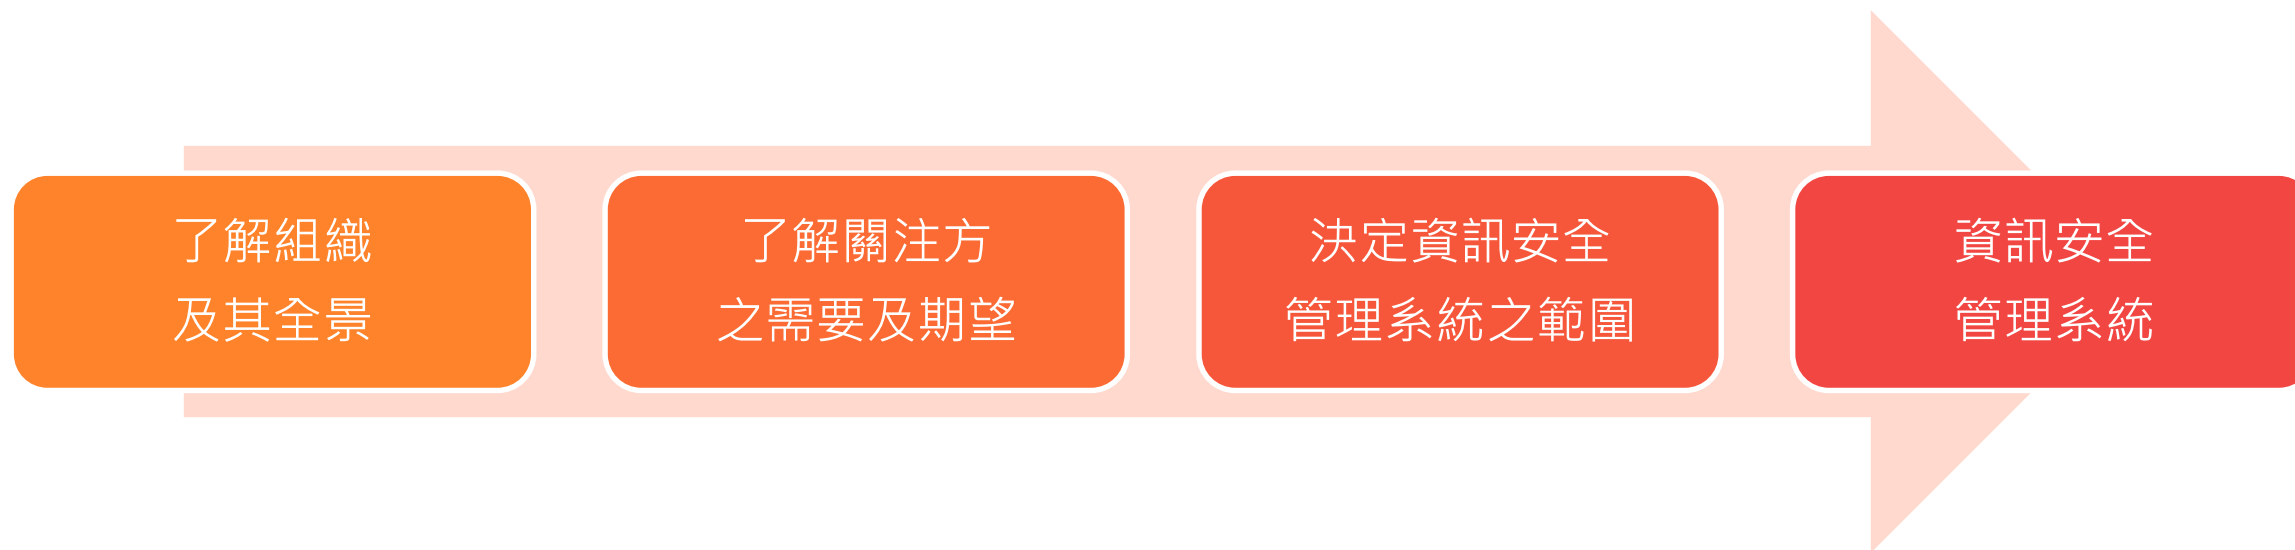 了解組織
及其全景
了解關注方
之需要及期望
決定資訊安全
管理系統之範圍
資訊安全
管理系統